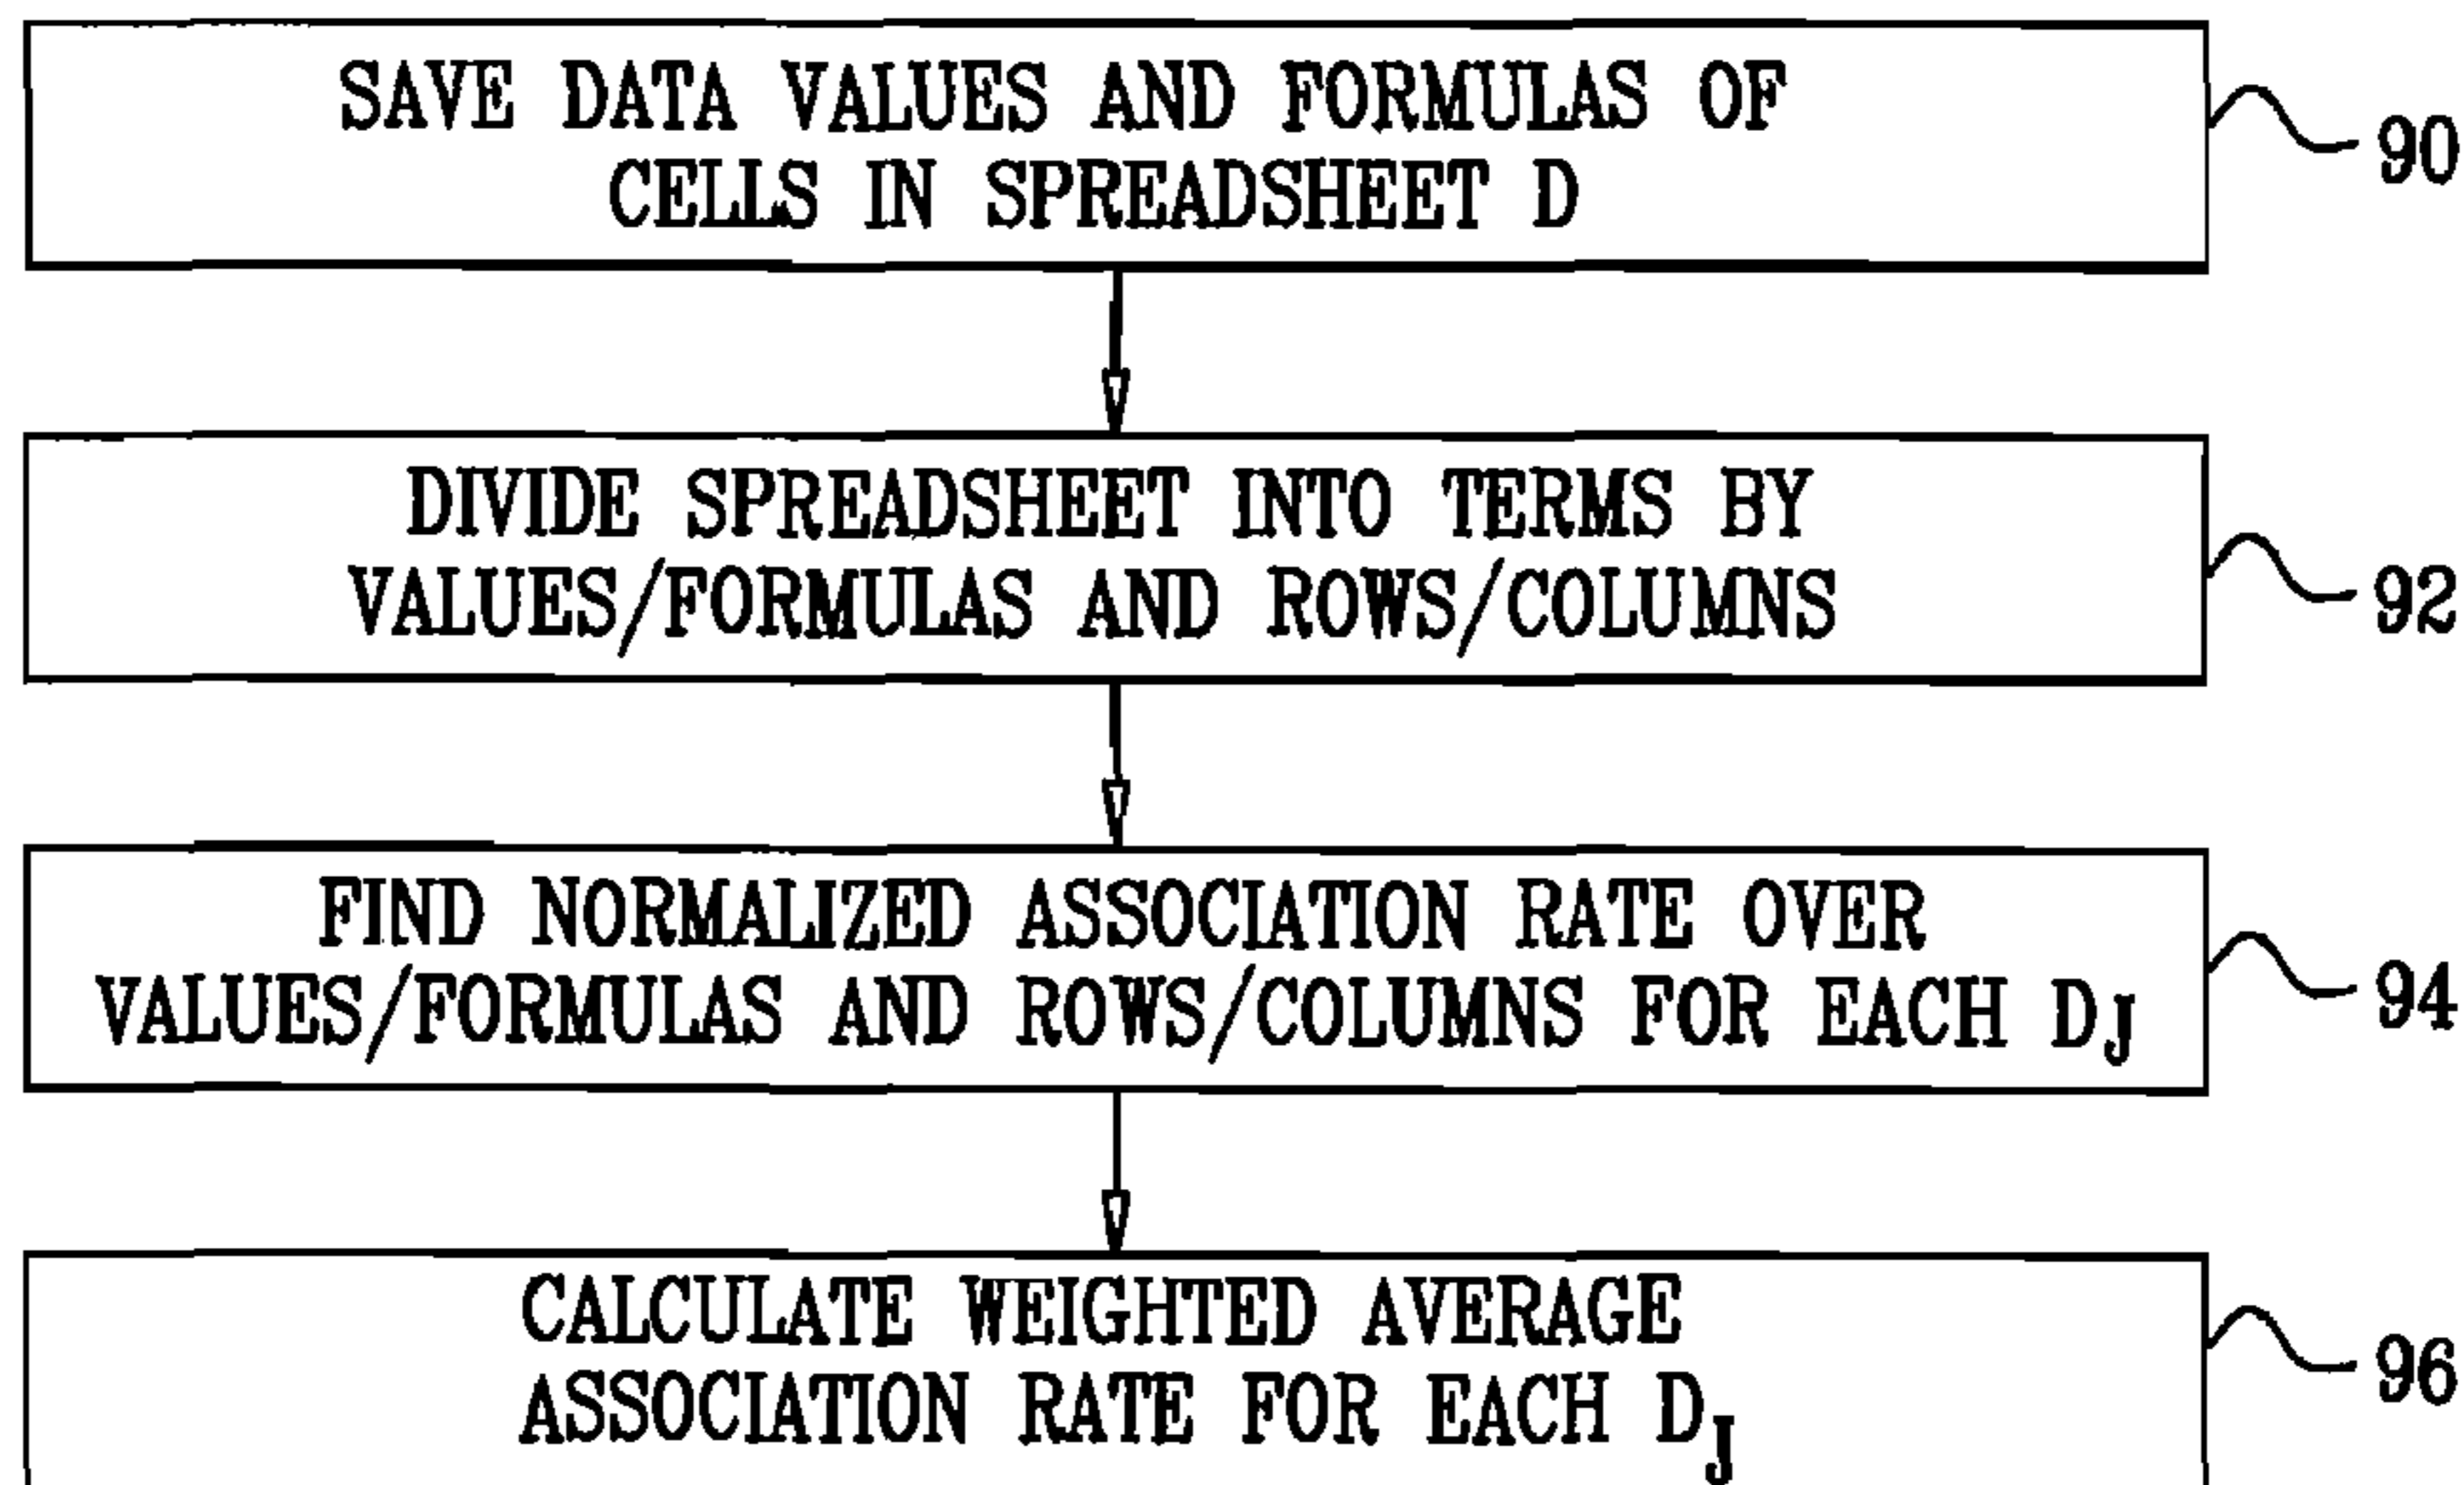 SAVE DATA VALUES AND FORMULAS OF
CELLS IN SPREADSHEET D
90
DIVIDE SPREADSHEET INTO TERMS BY
VALUES/FORMULAS AND ROWS/COLUMNS
92
FIND NORMALIZED ASSOCIATION RATE OVER
VALUES/FORMULAS AND ROWS/COLUMNS FOR EACH DJ
94
CALCULATE WEIGHTED AVERAGE
ASSOCIATION RATE FOR EACH DJ
96